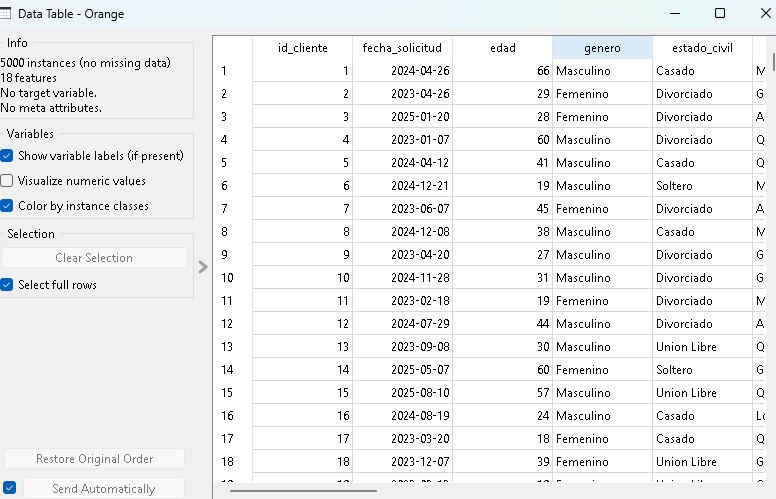 Data Table - Orange
Info
5000 instances (no missing data)
18 features
No target variable.
No meta attributes.
Variables
Show variable labels (if present)
Visualize numeric values
Color by instance classes
Selection
Clear Selection
Select full rows
Restore Original Order
Send Automatically
id_cliente fecha_solicitud edad genero estado_civil
1 1 2024-04-26 66 Masculino Casado M
2 2 2023-04-26 29 Femenino Divorciado G
3 3 2025-01-20 28 Femenino Divorciado A
4 4 2023-01-07 60 Masculino Divorciado Q
5 5 2024-04-12 41 Masculino Casado Q
6 6 2024-12-21 19 Masculino Soltero M
7 7 2023-06-07 45 Femenino Divorciado A
8 8 2024-12-08 38 Masculino Casado M
9 9 2023-04-20 27 Masculino Divorciado G
10 10 2024-11-28 31 Masculino Divorciado G
11 11 2023-02-18 19 Femenino Divorciado M
12 12 2024-07-29 44 Masculino Divorciado A
13 13 2023-09-08 30 Masculino Union Libre Q
14 14 2025-05-07 60 Femenino Soltero G
15 15 2025-08-10 57 Masculino Union Libre Q
16 16 2024-08-19 24 Masculino Casado Lo
17 17 2023-03-20 18 Femenino Casado Q
18 18 2023-12-07 39 Femenino Union Libre G